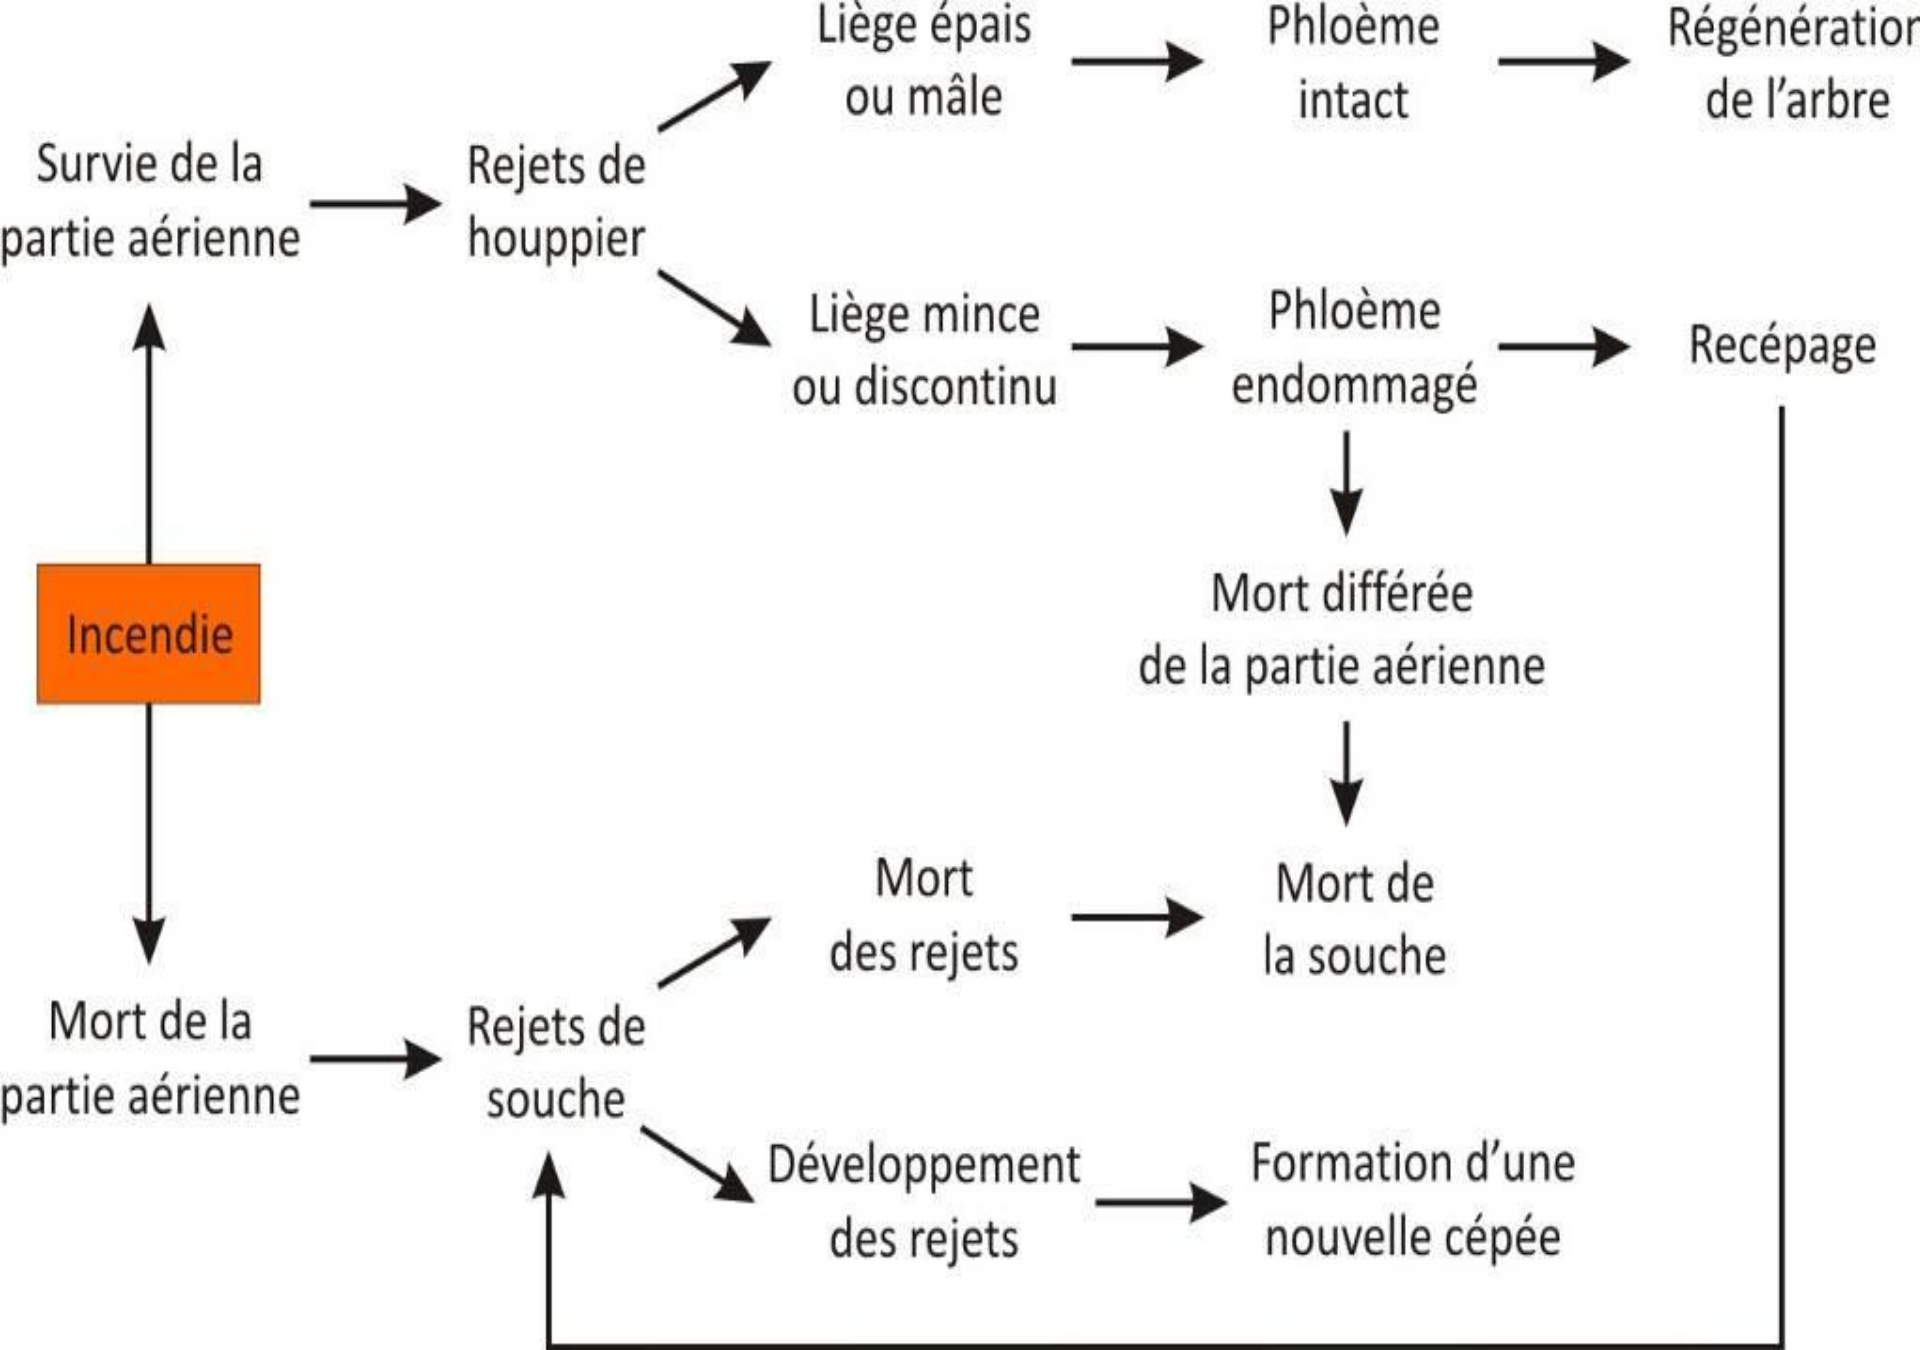 Liège épais
ou mâle
Phloème
intact
Régénération
de l'arbre
Survie de la
partie aérienne
Rejets de
houppier
Liège mince
ou discontinu
Phloème
endommagé
Recépage
Mort différée
de la partie aérienne
Incendie
Mort
des rejets
Mort de
la souche
Mort de la
partie aérienne
Rejets de
souche
Développement
des rejets
Formation d'une
nouvelle cépée